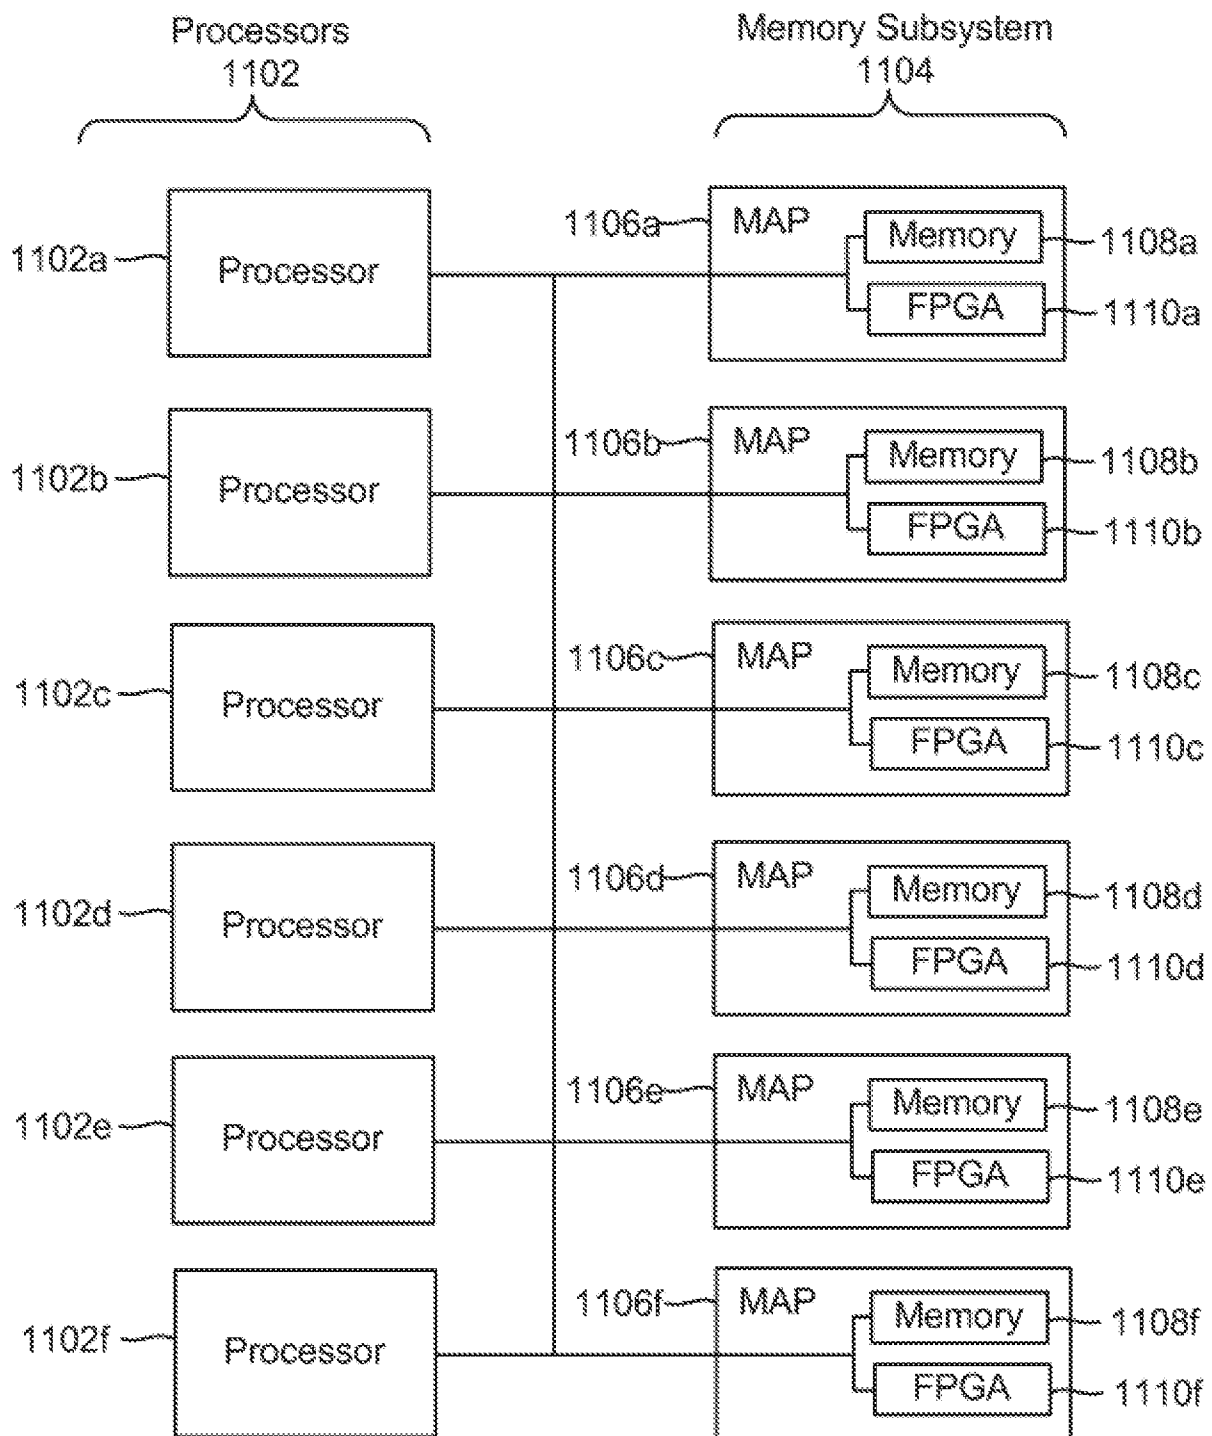 Processors
1102
Memory Subsystem
1104
1102a
Processor
1106a
MAP
Memory
1108a
FPGA
1110a
1102b
Processor
1106b
MAP
Memory
1108b
FPGA
1110b
1102c
Processor
1106c
MAP
Memory
1108c
FPGA
1110c
1102d
Processor
1106d
MAP
Memory
1108d
FPGA
1110d
1102e
Processor
1106e
MAP
Memory
1108e
FPGA
1110e
1102f
Processor
1106f
MAP
Memory
1108f
FPGA
1110f